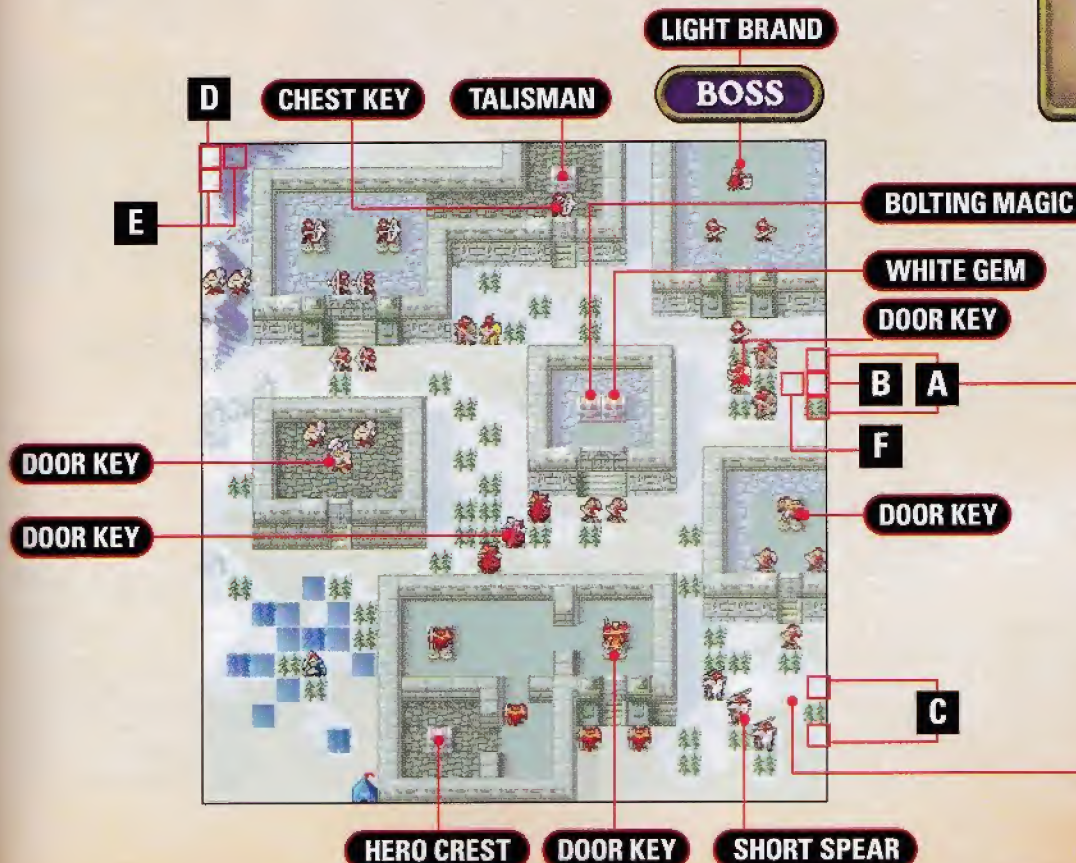 LIGHT BRAND
D
CHEST KEY
TALISMAN
BOSS
E
BOLTING MAGIC
WHITE GEM
DOOR KEY
B
A
F
DOOR KEY
DOOR KEY
DOOR KEY
C
HERO CREST
DOOR KEY
SHORT SPEAR